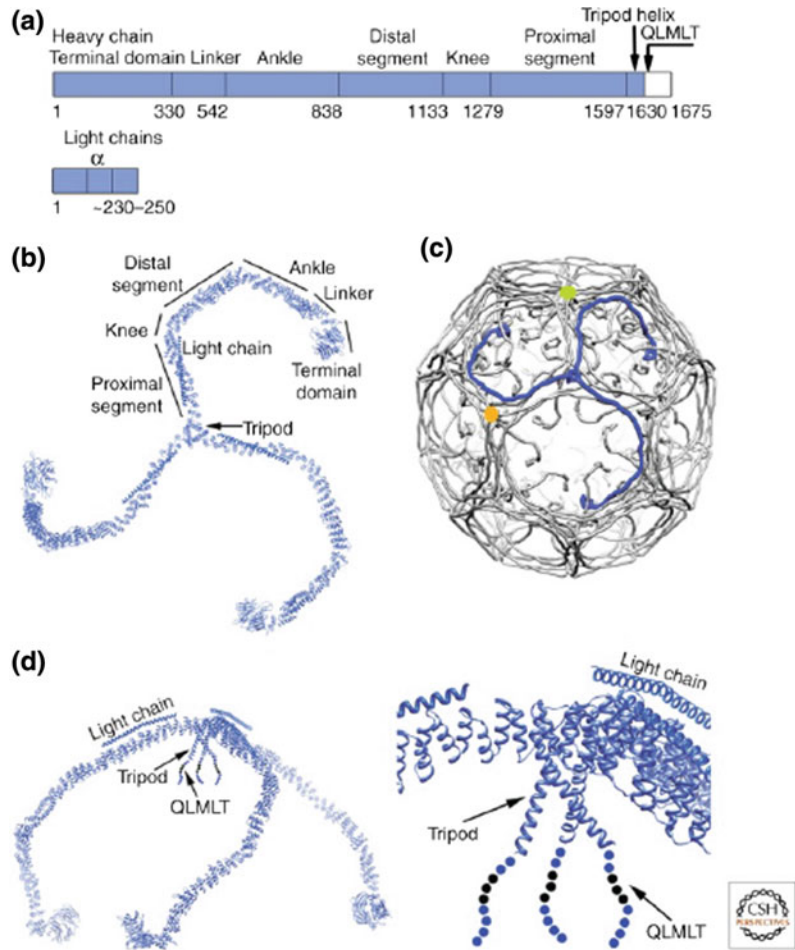 (a)
Tripod helix
QLMLT
Heavy chain
Terminal domain Linker Ankle Distal segment Knee Proximal segment
1 330 542 838 1133 1279 1597 1630 1675
Light chains
α
1 ~230–250
(b)
Distal segment
Ankle
Linker
Knee
Light chain
Terminal domain
Proximal segment
Tripod
(c)
(d)
Light chain
Tripod
QLMLT
Light chain
Tripod
QLMLT
CSH
PERSPECTIVES